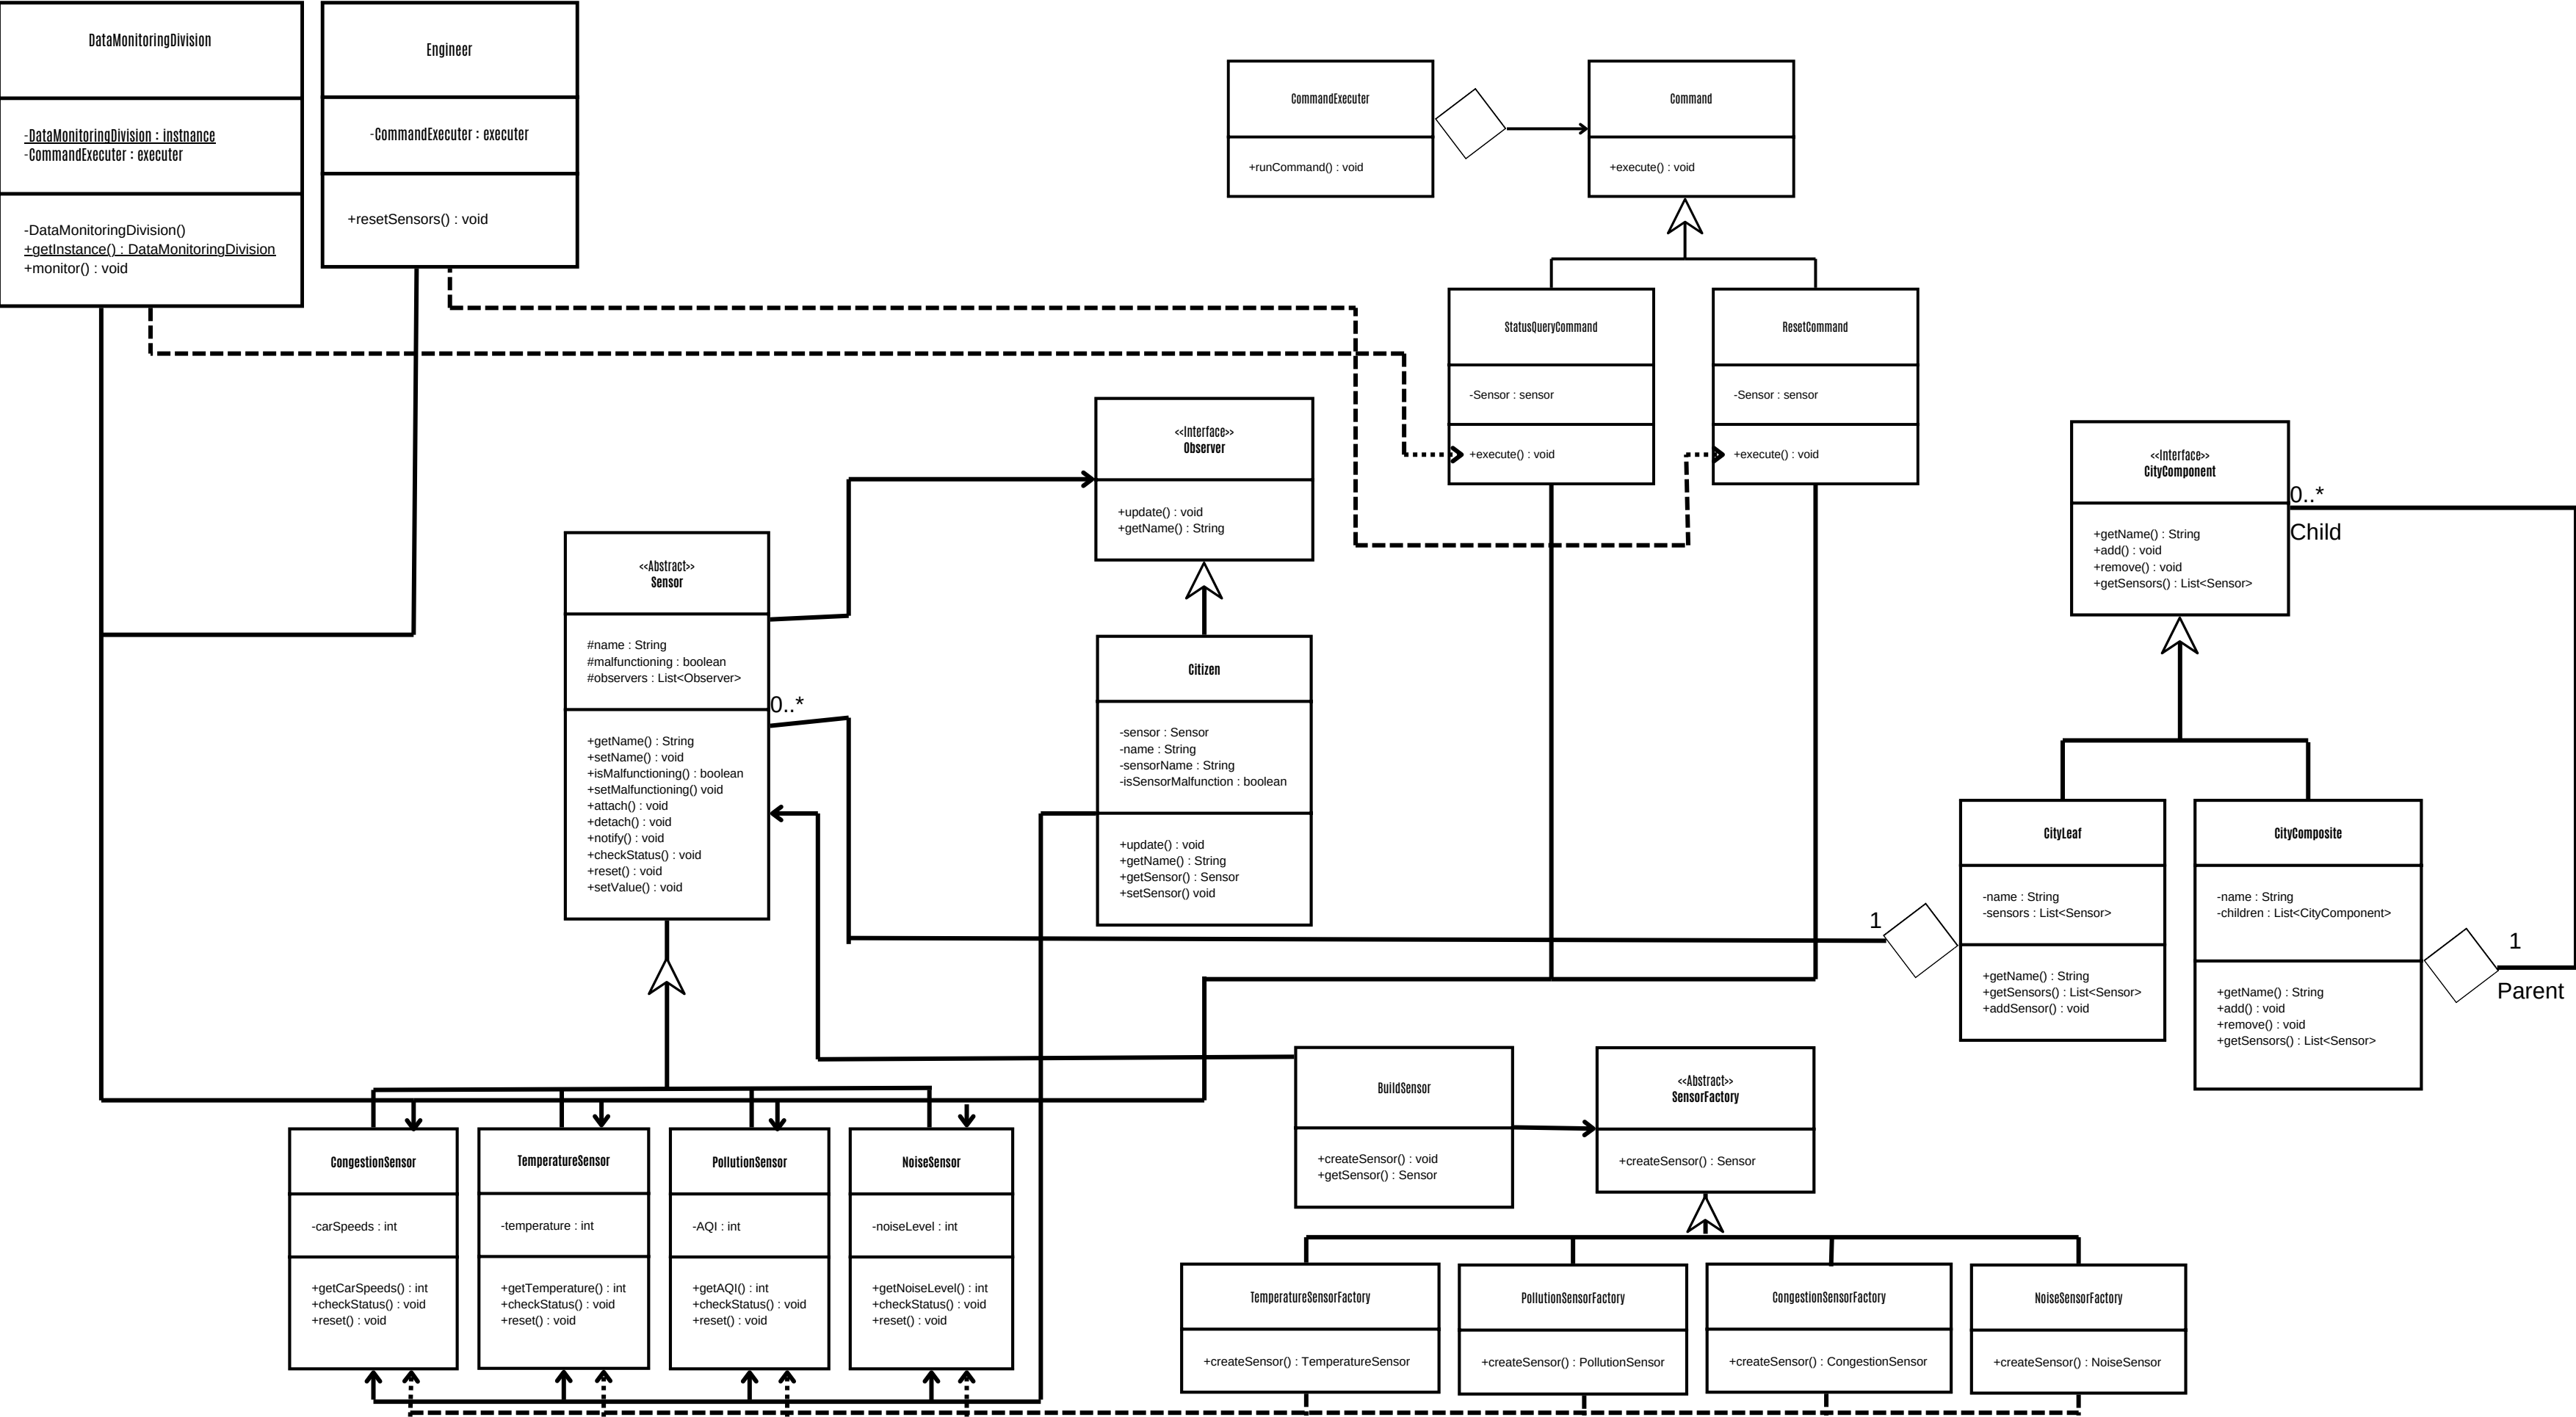 DataMonitoringDivision
-DataMonitoringDivision : instnance
-CommandExecuter : executer
-DataMonitoringDivision()
+getInstance() : DataMonitoringDivision
+monitor() : void
Engineer
-CommandExecuter : executer
+resetSensors() : void
CommandExecuter
+runCommand() : void
Command
+execute() : void
StatusQueryCommand
-Sensor : sensor
+execute() : void
ResetCommand
-Sensor : sensor
+execute() : void
<<Interface>>
Observer
+update() : void
+getName() : String
<<Interface>>
CityComponent
+getName() : String
+add() : void
+remove() : void
+getSensors() : List<Sensor>
0..*
Child
<<Abstract>>
Sensor
#name : String
#malfunctioning : boolean
#observers : List<Observer>
+getName() : String
+setName() : void
+isMalfunctioning() : boolean
+setMalfunctioning() void
+attach() : void
+detach() : void
+notify() : void
+checkStatus() : void
+reset() : void
+setValue() : void
0..*
Citizen
-sensor : Sensor
-name : String
-sensorName : String
-isSensorMalfunction : boolean
+update() : void
+getName() : String
+getSensor() : Sensor
+setSensor() void
1
CityLeaf
-name : String
-sensors : List<Sensor>
+getName() : String
+getSensors() : List<Sensor>
+addSensor() : void
CityComposite
-name : String
-children : List<CityComponent>
+getName() : String
+add() : void
+remove() : void
+getSensors() : List<Sensor>
1
Parent
BuildSensor
+createSensor() : void
+getSensor() : Sensor
<<Abstract>>
SensorFactory
+createSensor() : Sensor
CongestionSensor
-carSpeeds : int
+getCarSpeeds() : int
+checkStatus() : void
+reset() : void
TemperatureSensor
-temperature : int
+getTemperature() : int
+checkStatus() : void
+reset() : void
PollutionSensor
-AQI : int
+getAQI() : int
+checkStatus() : void
+reset() : void
NoiseSensor
-noiseLevel : int
+getNoiseLevel() : int
+checkStatus() : void
+reset() : void
TemperatureSensorFactory
+createSensor() : TemperatureSensor
PollutionSensorFactory
+createSensor() : PollutionSensor
CongestionSensorFactory
+createSensor() : CongestionSensor
NoiseSensorFactory
+createSensor() : NoiseSensor